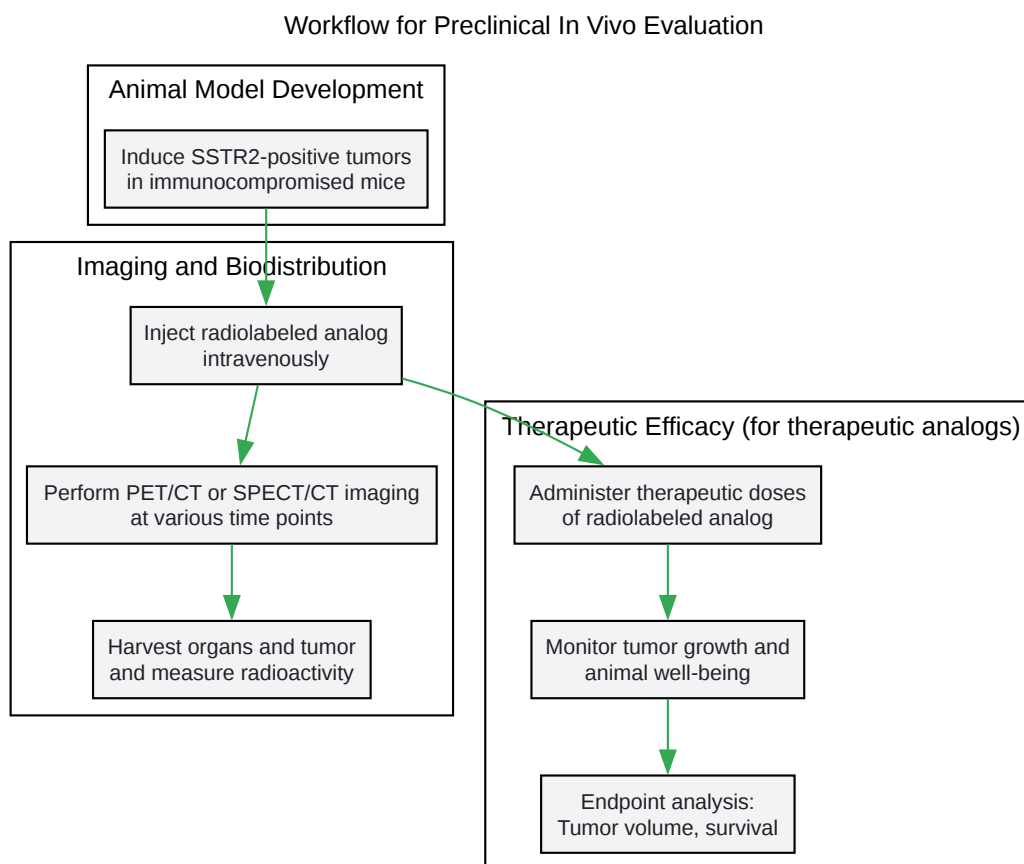 Workflow for Preclinical In Vivo Evaluation
Animal Model Development
Induce SSTR2-positive tumors
in immunocompromised mice
Imaging and Biodistribution
Inject radiolabeled analog
intravenously
Perform PET/CT or SPECT/CT imaging
at various time points
Harvest organs and tumor
and measure radioactivity
Therapeutic Efficacy (for therapeutic analogs)
Administer therapeutic doses
of radiolabeled analog
Monitor tumor growth and
animal well-being
Endpoint analysis:
Tumor volume, survival